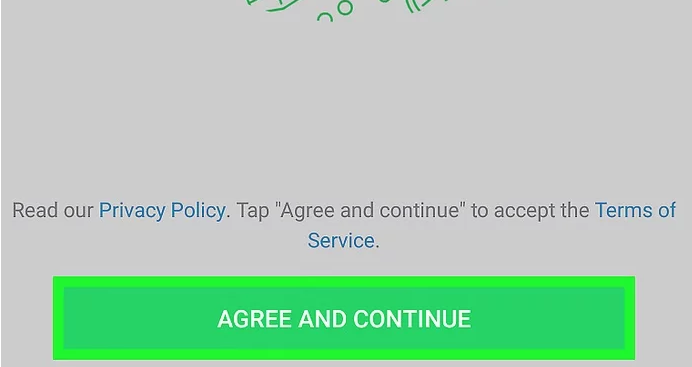 Read our Privacy Policy. Tap "Agree and continue" to accept the Terms of
Service.
AGREE AND CONTINUE